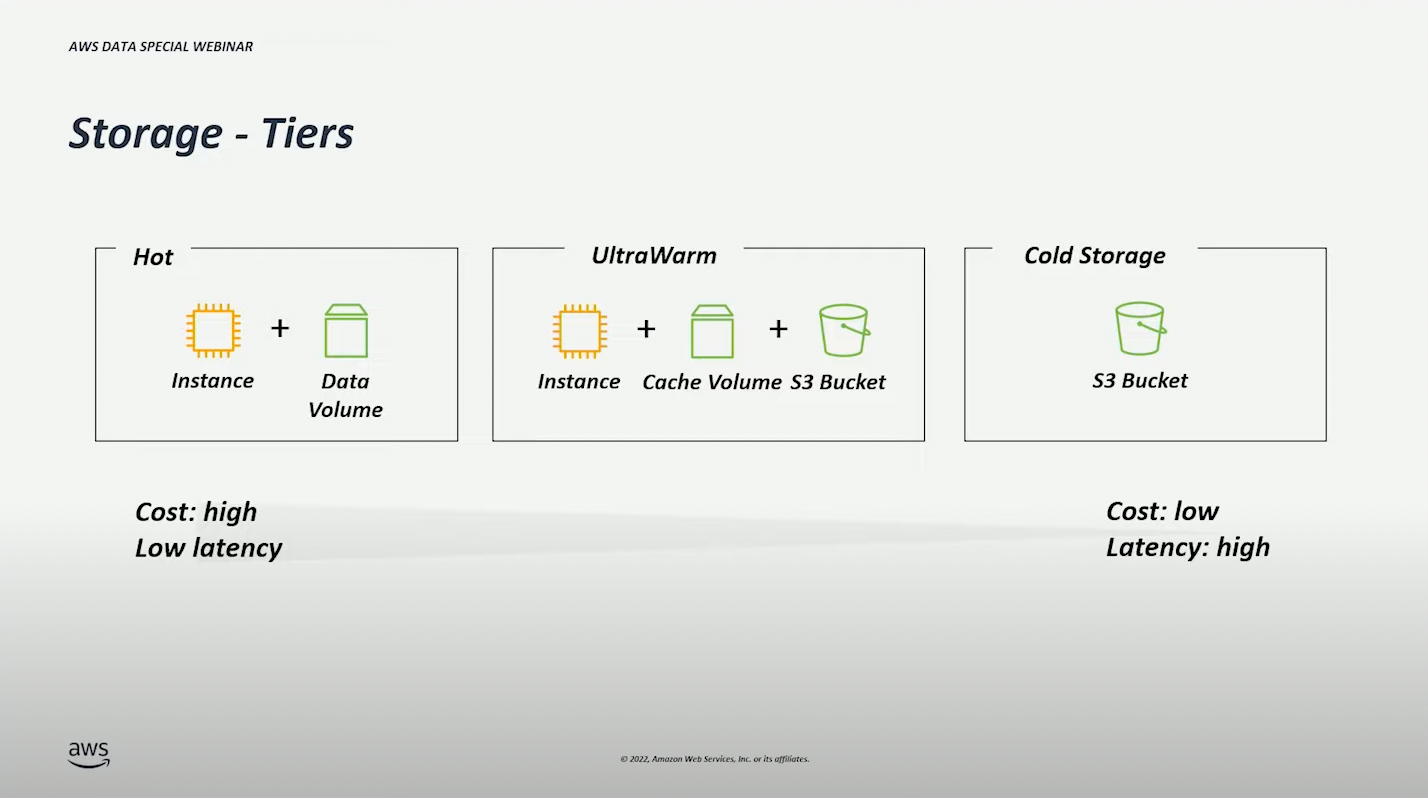 AWS DATA SPECIAL WEBINAR
Storage - Tiers
Hot
Instance
+
Data
Volume
UltraWarm
Instance
+
Cache Volume
+
S3 Bucket
Cold Storage
S3 Bucket
Cost: high
Low latency
Cost: low
Latency: high
aws
© 2022, Amazon Web Services, Inc. or its affiliates.